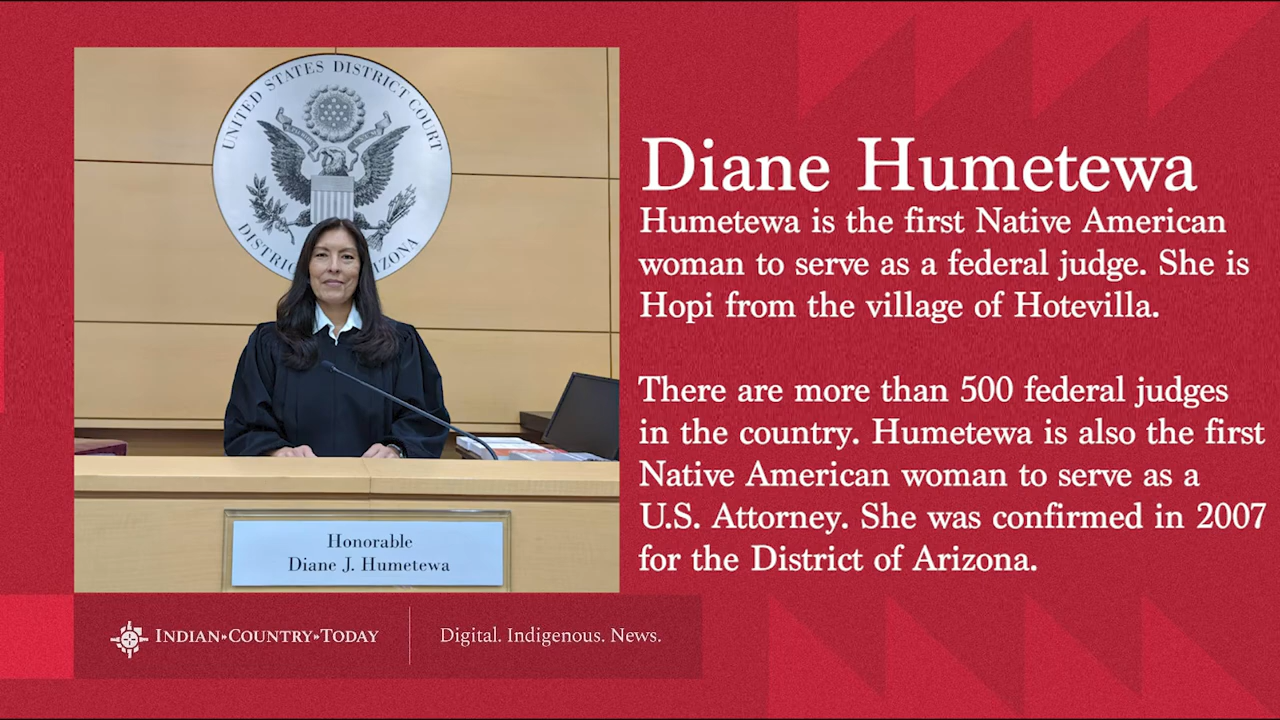 UNITED STATES DISTRICT COURT
DISTRIC
IZONA
Honorable
Diane J. Humetewa
Diane Humetewa
Humetewa is the first Native American
woman to serve as a federal judge. She is
Hopi from the village of Hotevilla.
There are more than 500 federal judges
in the country. Humetewa is also the first
Native American woman to serve as a
U.S. Attorney. She was confirmed in 2007
for the District of Arizona.
INDIAN»COUNTRY»TODAY
Digital. Indigenous. News.